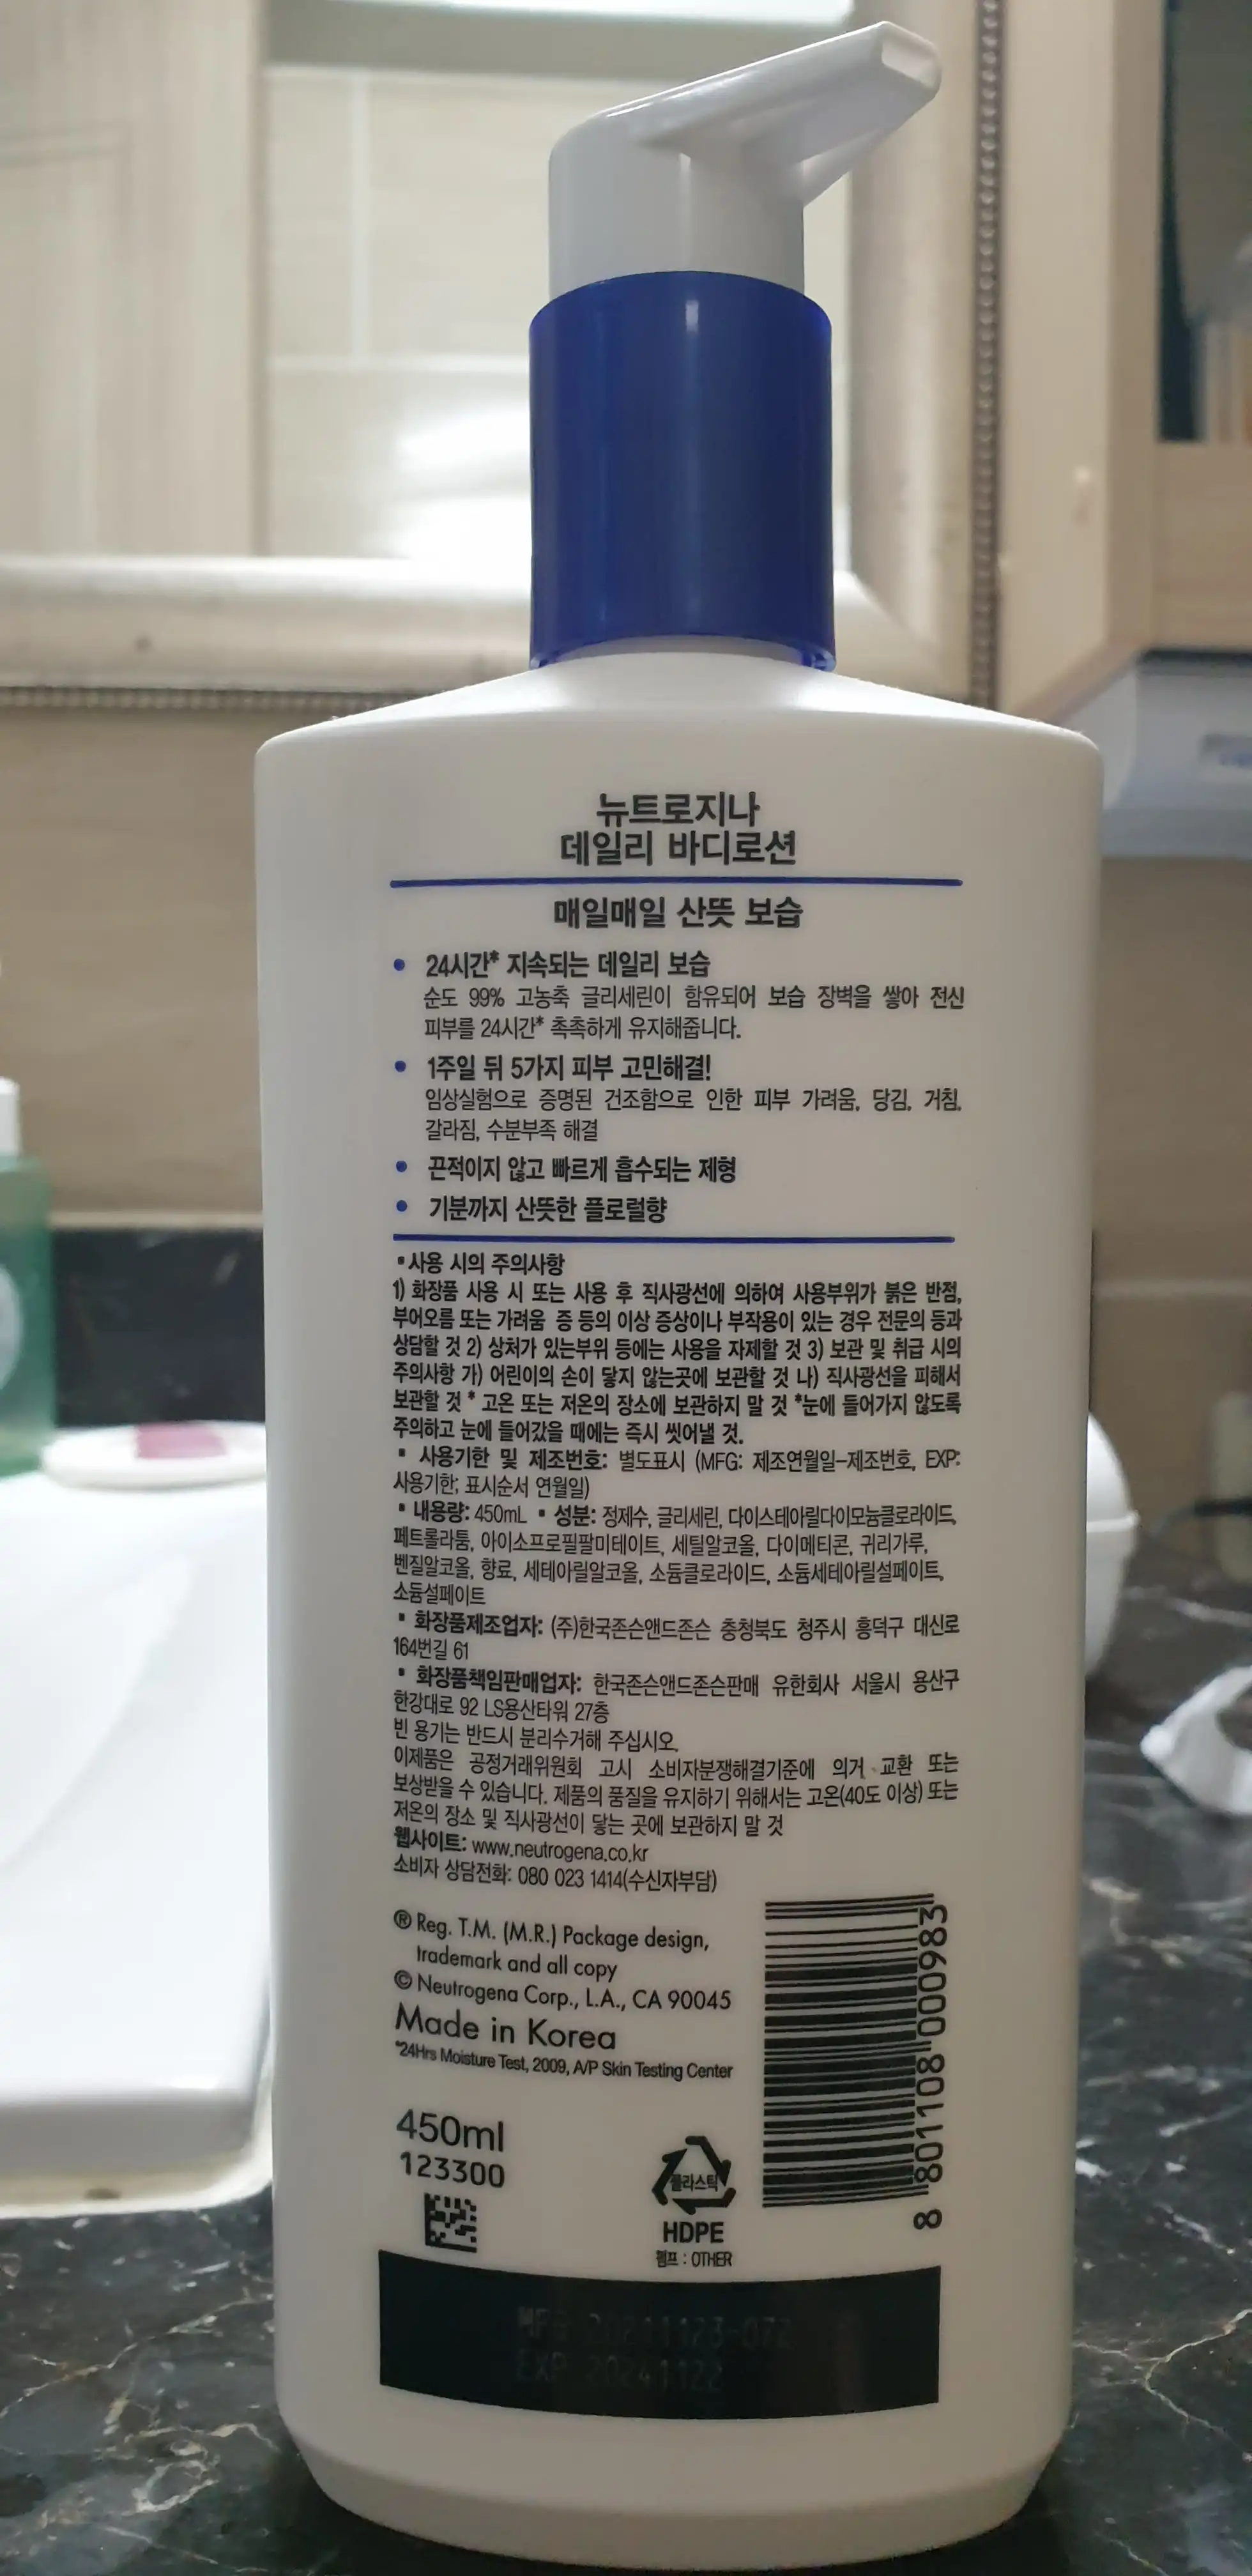 뉴트로지나
데일리 바디로션
매일매일 산뜻 보습
• 24시간* 지속되는 데일리 보습
순도 99% 고농축 글리세린이 함유되어 보습 장벽을 쌓아 전신
피부를 24시간* 촉촉하게 유지해줍니다.
• 1주일 뒤 5가지 피부 고민해결!
임상실험으로 증명된 건조함으로 인한 피부 가려움, 당김, 거침,
갈라짐, 수분부족 해결
• 끈적이지 않고 빠르게 흡수되는 제형
• 기분까지 산뜻한 플로럴향
▪사용 시의 주의사항
1) 화장품 사용 시 또는 사용 후 직사광선에 의하여 사용부위가 붉은 반점,
부어오름 또는 가려움 증 등의 이상 증상이나 부작용이 있는 경우 전문의 등과
상담할 것 2) 상처가 있는부위 등에는 사용을 자제할 것 3) 보관 및 취급 시의
주의사항 가) 어린이의 손이 닿지 않는곳에 보관할 것 나) 직사광선을 피해서
보관할 것 * 고온 또는 저온의 장소에 보관하지 말 것 *눈에 들어가지 않도록
주의하고 눈에 들어갔을 때에는 즉시 씻어낼 것.
▪ 사용기한 및 제조번호: 별도표시 (MFG: 제조연월일-제조번호, EXP:
사용기한; 표시순서 연월일)
▪ 내용량: 450mL ▪ 성분: 정제수, 글리세린, 다이스테아릴다이모늄클로라이드,
페트롤라툼, 아이소프로필팔미테이트, 세틸알코올, 다이메티콘, 귀리가루,
벤질알코올, 향료, 세테아릴알코올, 소듐클로라이드, 소듐세테아릴설페이트,
소듐설페이트
▪ 화장품제조업자: (주)한국존슨앤드존슨 충청북도 청주시 흥덕구 대신로
164번길 61
▪ 화장품책임판매업자: 한국존슨앤드존슨판매 유한회사 서울시 용산구
한강대로 92 LS용산타워 27층
빈 용기는 반드시 분리수거해 주십시오.
이제품은 공정거래위원회 고시 소비자분쟁해결기준에 의거 교환 또는
보상받을 수 있습니다. 제품의 품질을 유지하기 위해서는 고온(40도 이상) 또는
저온의 장소 및 직사광선이 닿는 곳에 보관하지 말 것
웹사이트: www.neutrogena.co.kr
소비자 상담전화: 080 023 1414(수신자부담)
® Reg. T.M. (M.R.) Package design,
trademark and all copy
© Neutrogena Corp., L.A., CA 90045
Made in Korea
*24Hrs Moisture Test, 2009, A/P Skin Testing Center
8 801108 000983
450ml
123300
플라스틱
HDPE
펌프 : OTHER
MFG 20211123-072
EXP 20241122